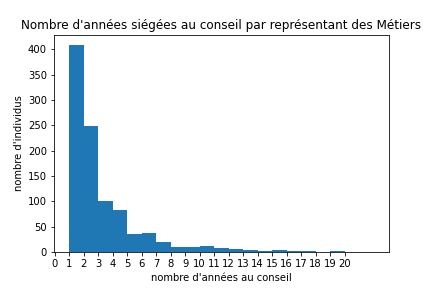 Nombre d'années siégées au conseil par représentant des Métiers
400
350
300
250
200
150
100
50
0
nombre d'individus
0 1 2 3 4 5 6 7 8 9 10 11 12 13 14 15 16 17 18 19 20
nombre d'années au conseil